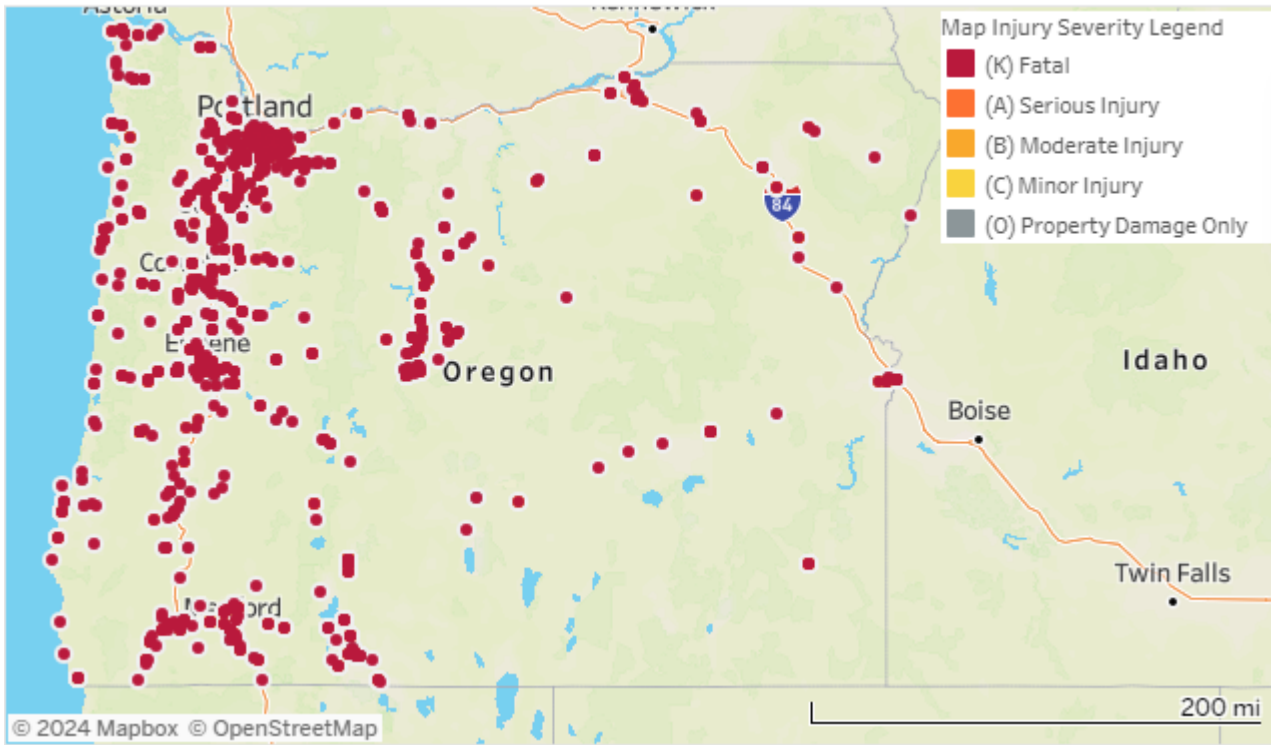 Astoria
Map Injury Severity Legend
(K) Fatal
Portland
(A) Serious Injury
(B) Moderate Injury
(C) Minor Injury
84
(O) Property Damage Only
Oregon
Idaho
Boise
Twin Falls
200 mi
© 2024 Mapbox © OpenStreetMap